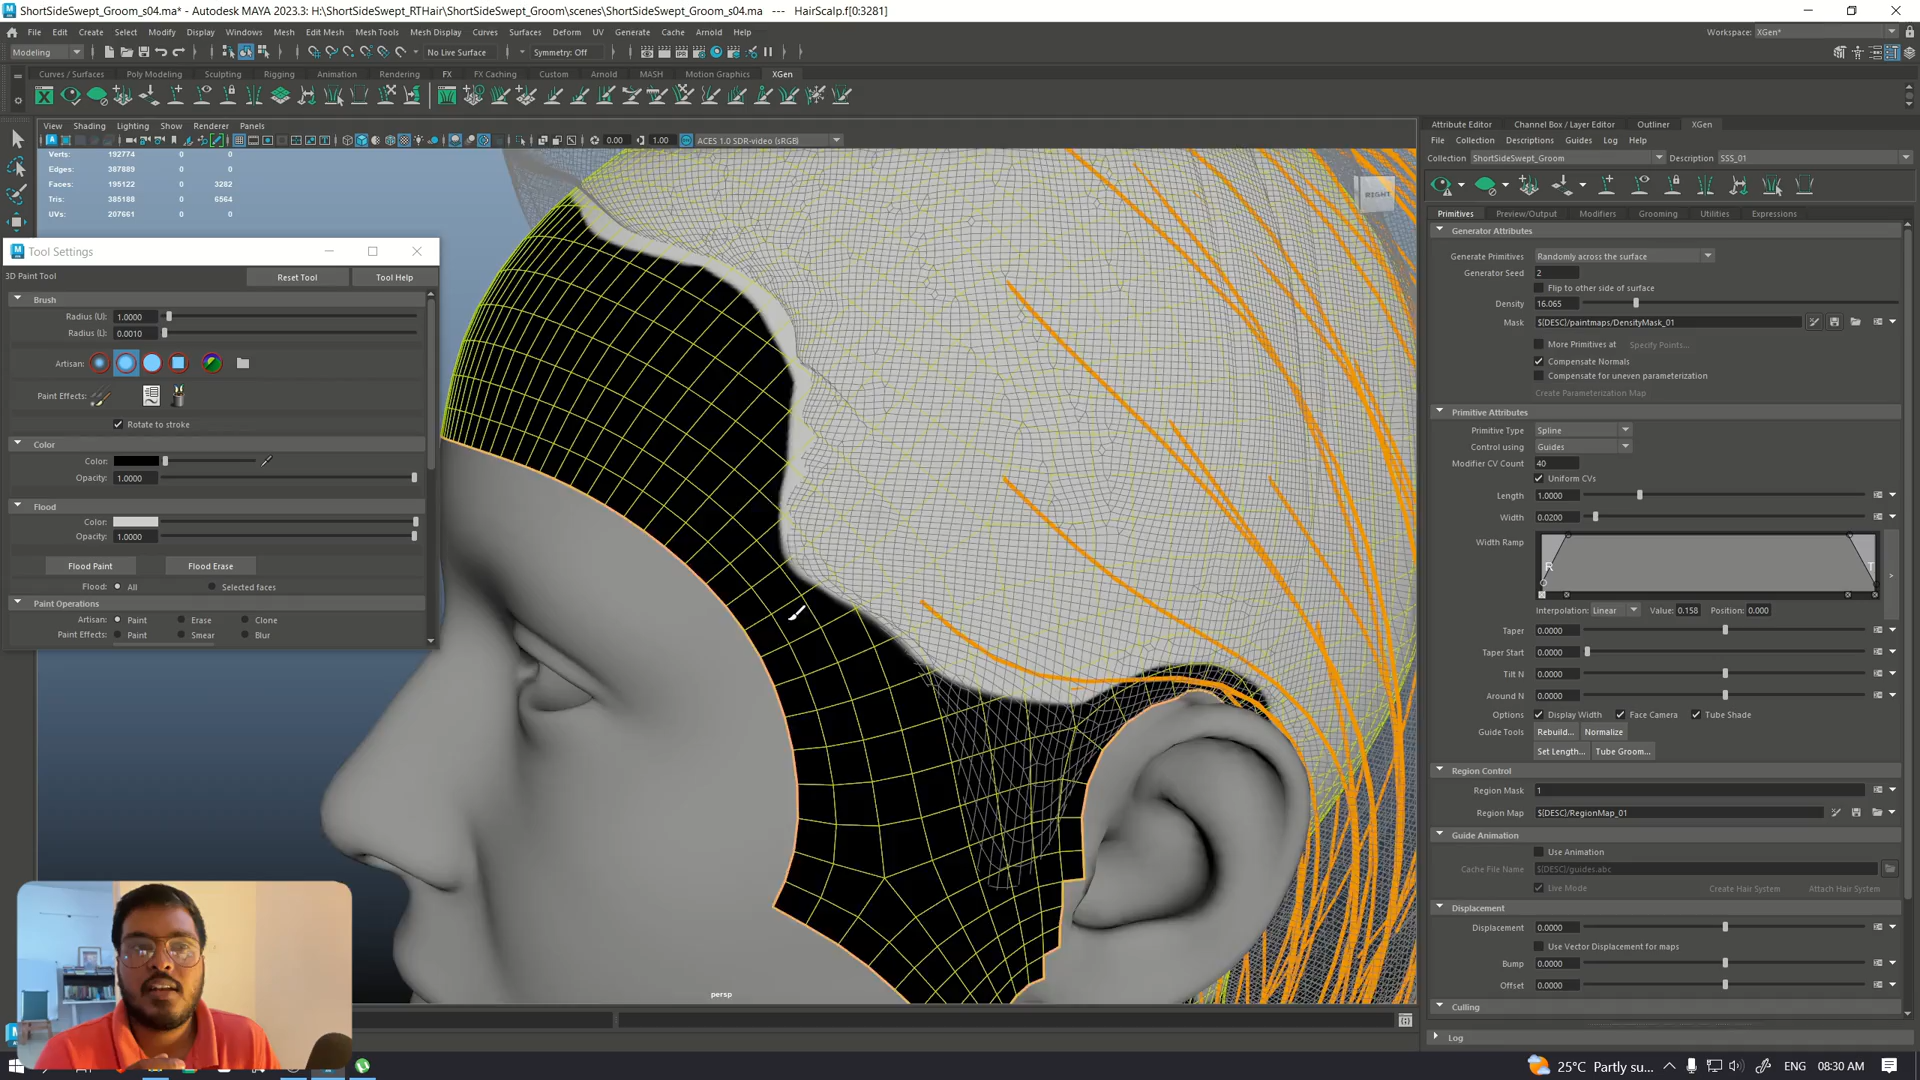 ShortSideSwept_Groom_s04.ma* - Autodesk MAYA 2023.3: H:\ShortSideSwept_RTHair\ShortSideSwept_Groom\scenes\ShortSideSwept_Groom_s04.ma --- HairScalp.f[0:3281]
File Edit Create Select Modify Display Windows Mesh Edit Mesh Mesh Tools Mesh Display Curves Surfaces Deform UV Generate Cache Arnold Help
Workspace: XGen*
Modeling
No Live Surface
Symmetry: Off
Curves / Surfaces Poly Modeling Sculpting Rigging Animation Rendering FX FX Caching Custom Arnold MASH Motion Graphics XGen
View Shading Lighting Show Renderer Panels
0.00 1.00 ACES 1.0 SDR-video (sRGB)
Verts: 192774 0 0
Edges: 387889 0 0
Faces: 195122 0 3282
Tris: 385188 0 6564
UVs: 207661 0 0
RIGHT
persp
Tool Settings
3D Paint Tool
Reset Tool
Tool Help
Brush
Radius (U): 1.0000
Radius (L): 0.0010
Artisan:
Paint Effects:
Rotate to stroke
Color
Color:
Opacity: 1.0000
Flood
Color:
Opacity: 1.0000
Flood Paint
Flood Erase
Flood: All Selected faces
Paint Operations
Artisan: Paint Erase Clone
Paint Effects: Paint Smear Blur
Attribute Editor Channel Box / Layer Editor Outliner XGen
File Collection Descriptions Guides Log Help
Collection ShortSideSwept_Groom Description SSS_01
Primitives Preview/Output Modifiers Grooming Utilities Expressions
Generator Attributes
Generate Primitives Randomly across the surface
Generator Seed 2
Flip to other side of surface
Density 16.065
Mask ${DESC}/paintmaps/DensityMask_01
More Primitives at Specify Points...
Compensate Normals
Compensate for uneven parameterization
Create Parameterization Map
Primitive Attributes
Primitive Type Spline
Control using Guides
Modifier CV Count 40
Uniform CVs
Length 1.0000
Width 0.0200
Width Ramp
R T
Interpolation: Linear Value: 0.158 Position: 0.000
Taper 0.0000
Taper Start 0.0000
Tilt N 0.0000
Around N 0.0000
Options Display Width Face Camera Tube Shade
Guide Tools Rebuild... Normalize
Set Length... Tube Groom...
Region Control
Region Mask 1
Region Map ${DESC}/RegionMap_01
Guide Animation
Use Animation
Cache File Name ${DESC}/guides.abc
Live Mode Create Hair System Attach Hair System
Displacement
Displacement 0.0000
Use Vector Displacement for maps
Bump 0.0000
Offset 0.0000
Culling
Log
25°C Partly su...
ENG 08:30 AM